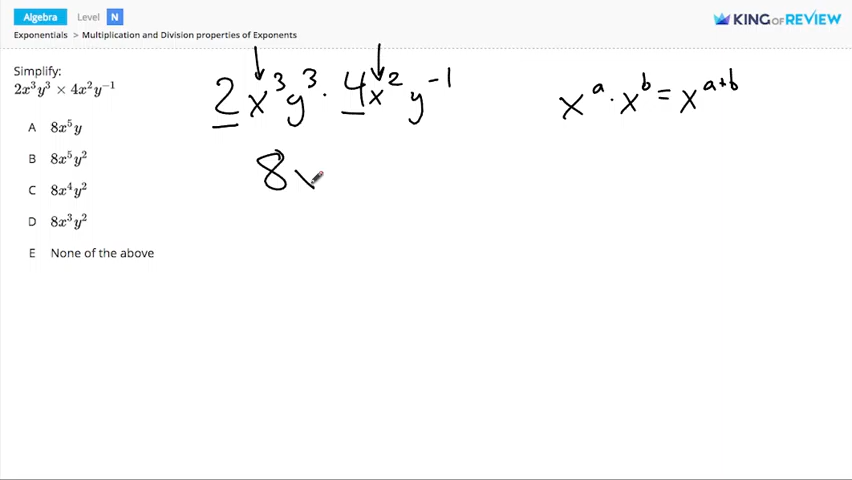 Algebra Level N KING OF REVIEW
Exponentials > Multiplication and Division properties of Exponents
Simplify:
2x³y³ × 4x²y⁻¹
A 8x⁵y
B 8x⁵y²
C 8x⁴y²
D 8x³y²
E None of the above
2x³y³ · 4x²y⁻¹
8
xᵃ · xᵇ = xᵃ⁺ᵇ